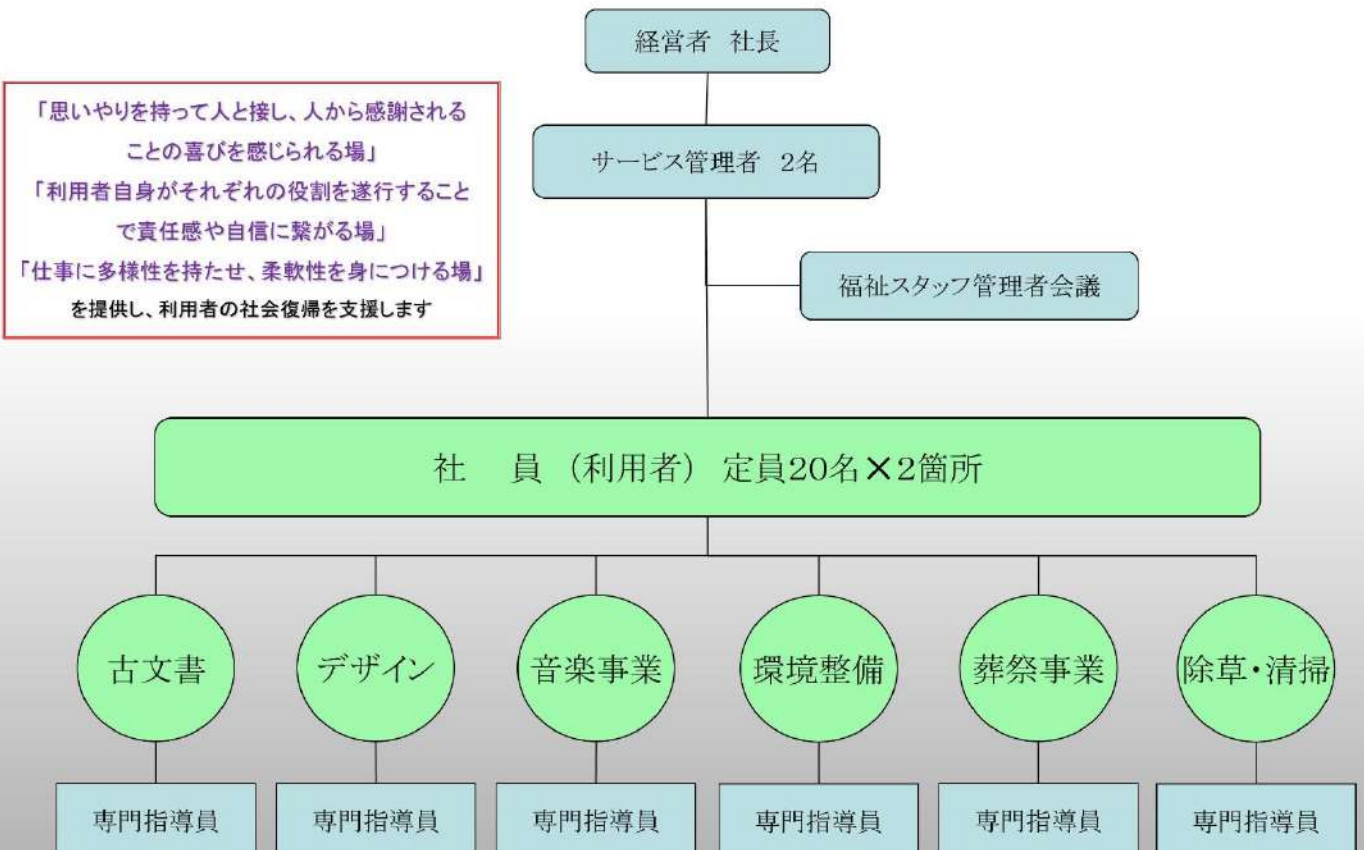 経営者 社長
「思いやりを持って人と接し、人から感謝される
ことの喜びを感じられる場」
「利用者自身がそれぞれの役割を遂行すること
で責任感や自信に繋がる場」
「仕事に多様性を持たせ、柔軟性を身につける場」
を提供し、利用者の社会復帰を支援します
サービス管理者 2名
福祉スタッフ管理者会議
社 員 （利用者） 定員20名×2箇所
古文書
デザイン
音楽事業
環境整備
葬祭事業
除草・清掃
専門指導員
専門指導員
専門指導員
専門指導員
専門指導員
専門指導員